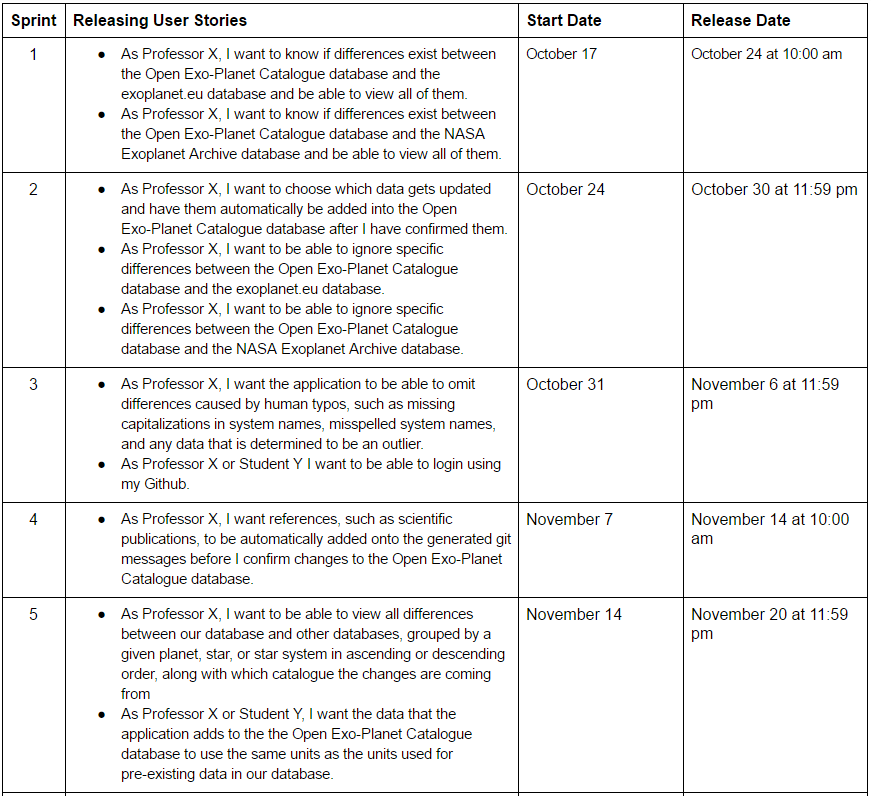 Sprint Releasing User Stories Start Date Release Date
1 ● As Professor X, I want to know if differences exist between October 17 October 24 at 10:00 am
the Open Exo-Planet Catalogue database and the
exoplanet.eu database and be able to view all of them.
● As Professor X, I want to know if differences exist between
the Open Exo-Planet Catalogue database and the NASA
Exoplanet Archive database and be able to view all of them.
2 ● As Professor X, I want to choose which data gets updated October 24 October 30 at 11:59 pm
and have them automatically be added into the Open
Exo-Planet Catalogue database after I have confirmed them.
● As Professor X, I want to be able to ignore specific
differences between the Open Exo-Planet Catalogue
database and the exoplanet.eu database.
● As Professor X, I want to be able to ignore specific
differences between the Open Exo-Planet Catalogue
database and the NASA Exoplanet Archive database.
3 ● As Professor X, I want the application to be able to omit October 31 November 6 at 11:59
differences caused by human typos, such as missing pm
capitalizations in system names, misspelled system names,
and any data that is determined to be an outlier.
● As Professor X or Student Y I want to be able to login using
my Github.
4 ● As Professor X, I want references, such as scientific November 7 November 14 at 10:00
publications, to be automatically added onto the generated git am
messages before I confirm changes to the Open Exo-Planet
Catalogue database.
5 ● As Professor X, I want to be able to view all differences November 14 November 20 at 11:59
between our database and other databases, grouped by a pm
given planet, star, or star system in ascending or descending
order, along with which catalogue the changes are coming
from
● As Professor X or Student Y, I want the data that the
application adds to the the Open Exo-Planet Catalogue
database to use the same units as the units used for
pre-existing data in our database.